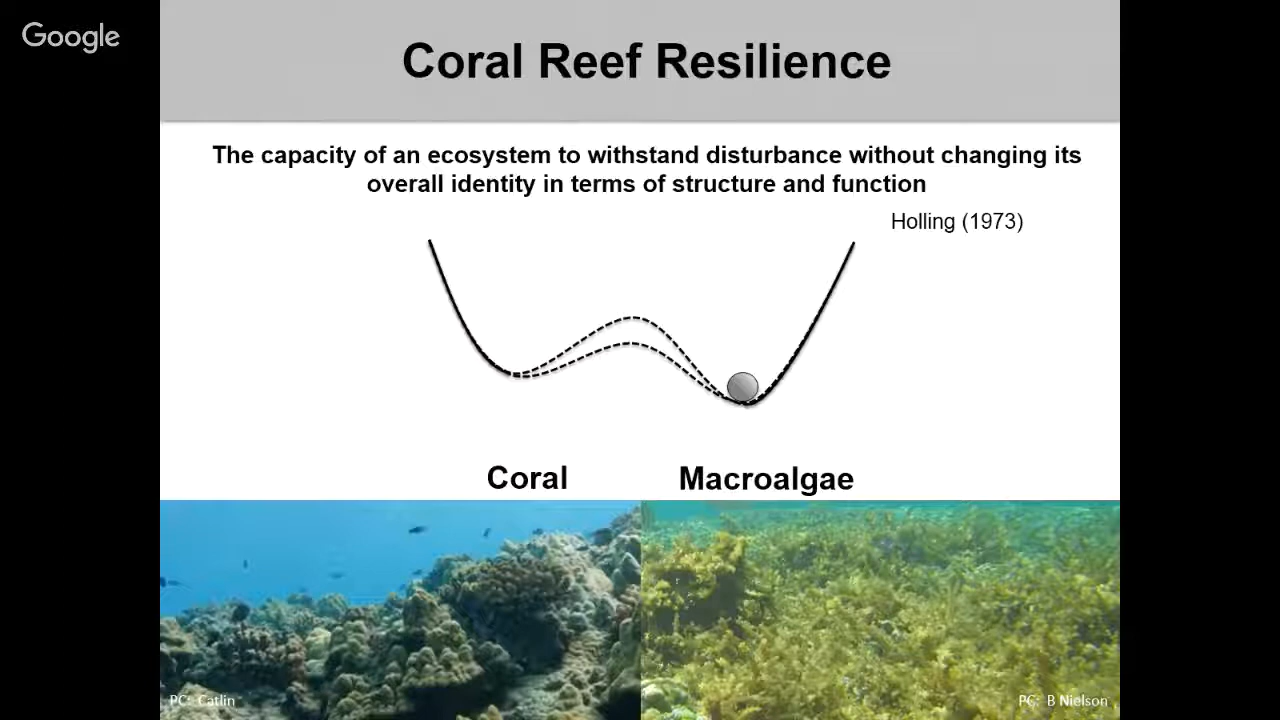 Google
Coral Reef Resilience
The capacity of an ecosystem to withstand disturbance without changing its
overall identity in terms of structure and function
Holling (1973)
Coral
Macroalgae
PC: Catlin
PC: B Nielson